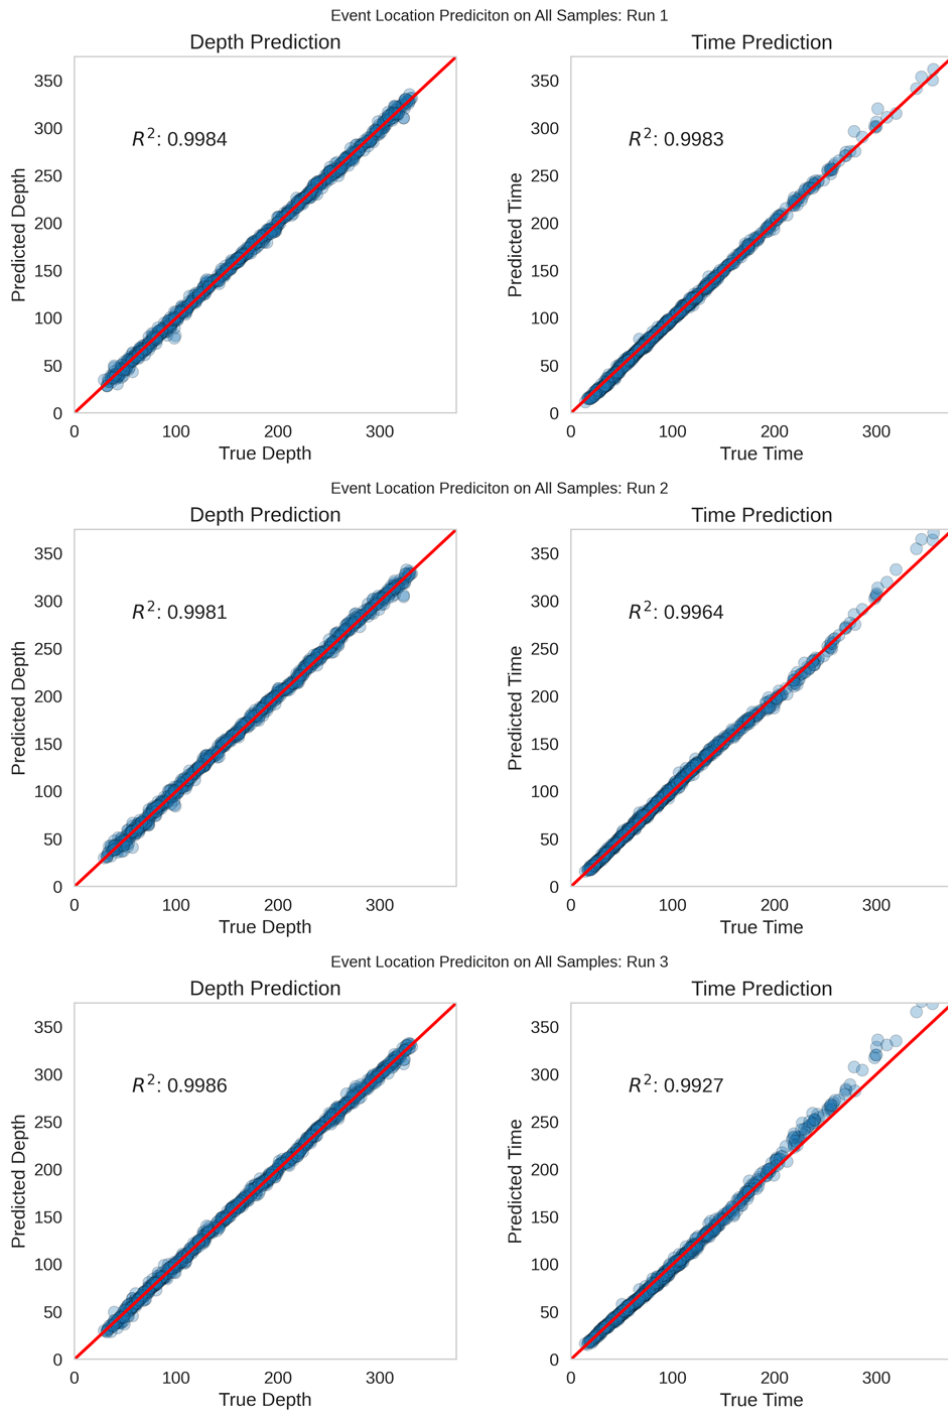 Event Location Prediciton on All Samples: Run 1
Depth Prediction
Time Prediction
350
300
250
200
150
100
50
0
Predicted Depth
R²: 0.9984
0
100
200
300
True Depth
350
300
250
200
150
100
50
0
Predicted Time
R²: 0.9983
0
100
200
300
True Time
Event Location Prediciton on All Samples: Run 2
Depth Prediction
Time Prediction
350
300
250
200
150
100
50
0
Predicted Depth
R²: 0.9981
0
100
200
300
True Depth
350
300
250
200
150
100
50
0
Predicted Time
R²: 0.9964
0
100
200
300
True Time
Event Location Prediciton on All Samples: Run 3
Depth Prediction
Time Prediction
350
300
250
200
150
100
50
0
Predicted Depth
R²: 0.9986
0
100
200
300
True Depth
350
300
250
200
150
100
50
0
Predicted Time
R²: 0.9927
0
100
200
300
True Time